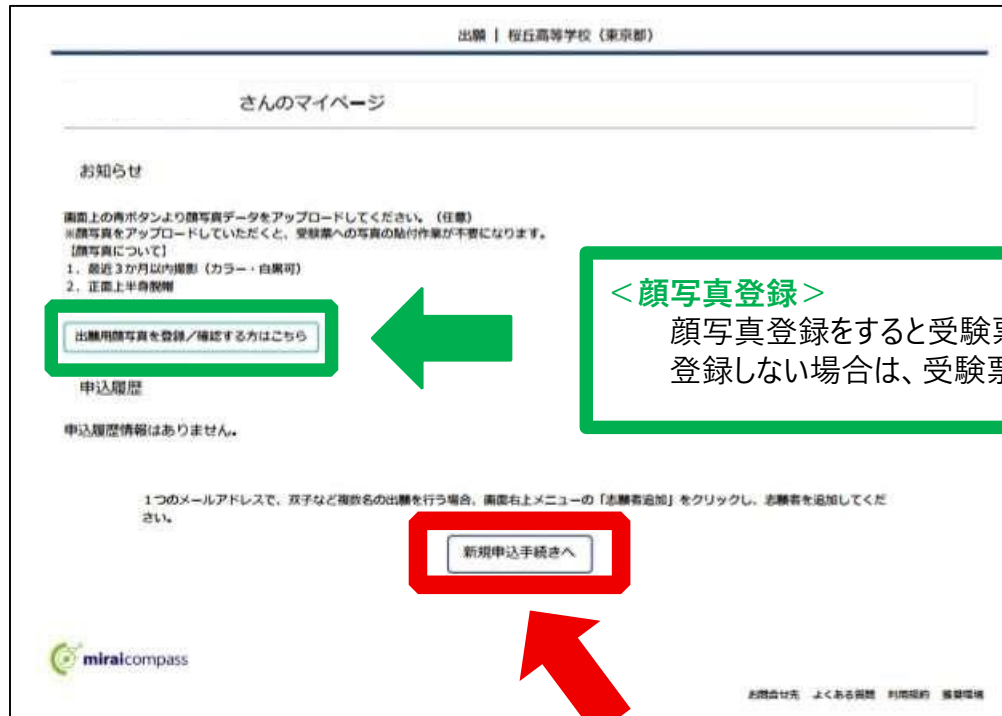 出願 | 桜丘高等学校（東京都）
さんのマイページ
お知らせ
画面上の青ボタンより顔写真データをアップロードしてください。（任意）
※顔写真をアップロードしていただくと、受験票への写真の貼付作業が不要になります。
【顔写真について】
1．最近3か月以内撮影（カラー・白黒可）
2．正面上半身脱帽
出願用顔写真を登録／確認する方はこちら
＜顔写真登録＞
顔写真登録をすると受験票
登録しない場合は、受験票
申込履歴
申込履歴情報はありません。
1つのメールアドレスで、双子など複数名の出願を行う場合、画面右上メニューの「志願者追加」をクリックし、志願者を追加してくだ
さい。
新規申込手続きへ
miraicompass
お問合せ先 よくある質問 利用規約 推奨環境